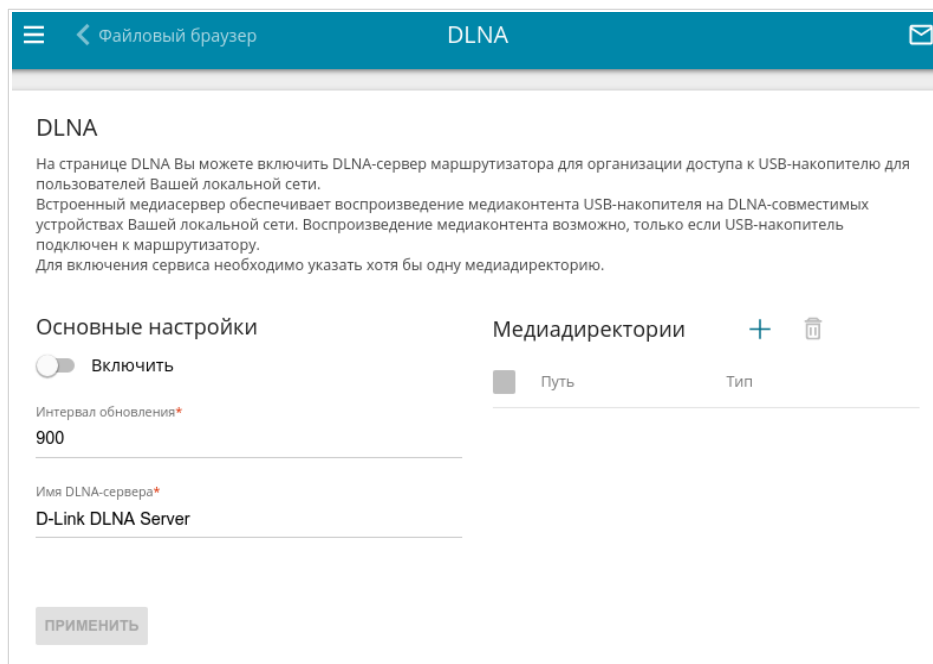 Файловый браузер
DLNA
DLNA
На странице DLNA Вы можете включить DLNA-сервер маршрутизатора для организации доступа к USB-накопителю для
пользователей Вашей локальной сети.
Встроенный медиасервер обеспечивает воспроизведение медиаконтента USB-накопителя на DLNA-совместимых
устройствах Вашей локальной сети. Воспроизведение медиаконтента возможно, только если USB-накопитель
подключен к маршрутизатору.
Для включения сервиса необходимо указать хотя бы одну медиадиректорию.
Основные настройки
Включить
Интервал обновления*
900
Имя DLNA-сервера*
D-Link DLNA Server
ПРИМЕНИТЬ
Медиадиректории
Путь Тип